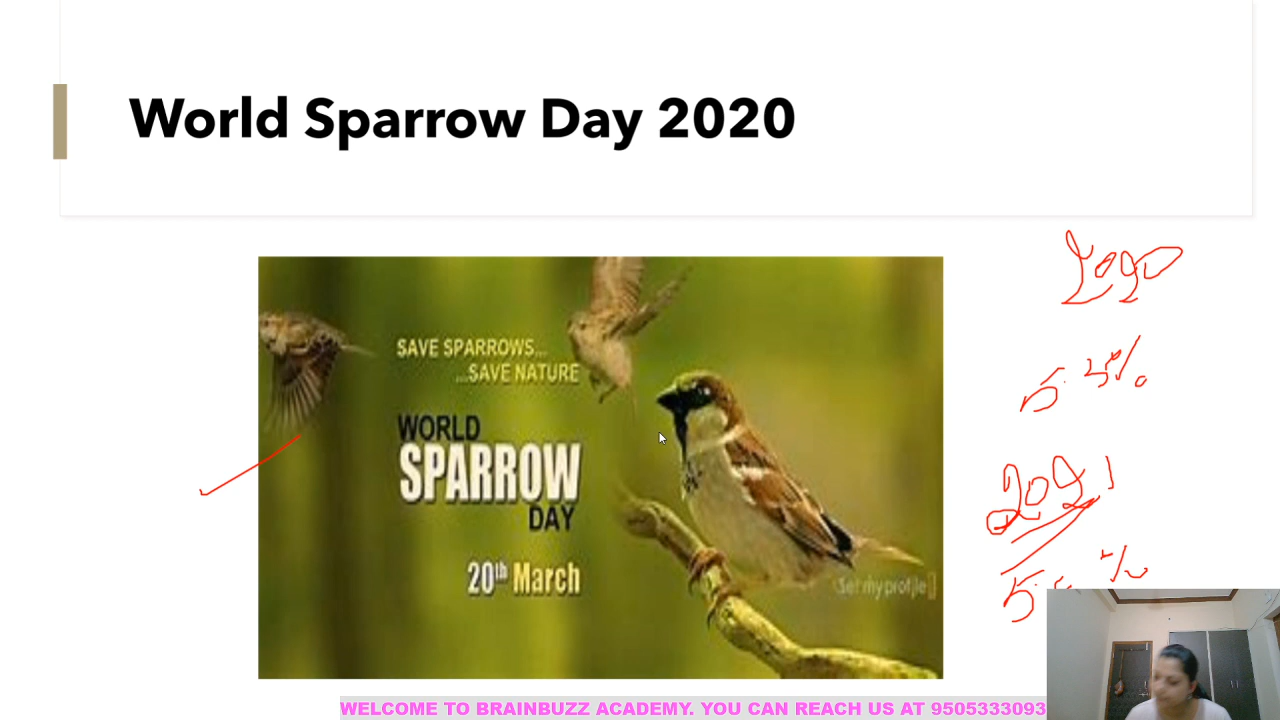 World Sparrow Day 2020
SAVE SPARROWS...
...SAVE NATURE
WORLD
SPARROW
DAY
20th March
2021
WELCOME TO BRAINBUZZ ACADEMY. YOU CAN REACH US AT 9505333093